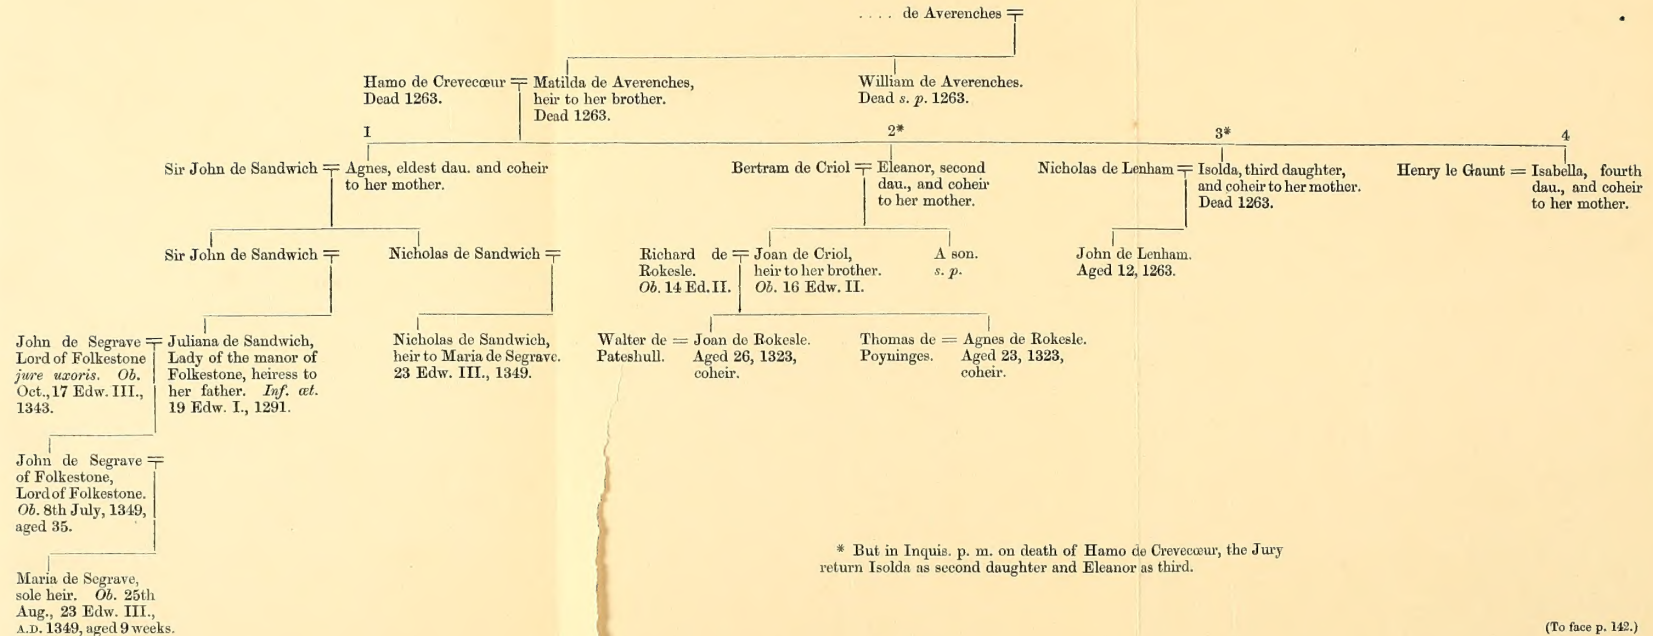 . . . . de Averenches
Hamo de Crevecœur
Dead 1263.
Matilda de Averenches,
heir to her brother.
Dead 1263.
William de Averenches.
Dead s. p. 1263.
1
2*
3*
4
Sir John de Sandwich
Agnes, eldest dau. and coheir
to her mother.
Bertram de Criol
Eleanor, second
dau., and coheir
to her mother.
Nicholas de Lenham
Isolda, third daughter,
and coheir to her mother.
Dead 1263.
Henry le Gaunt =
Isabella, fourth
dau., and coheir
to her mother.
Sir John de Sandwich
Nicholas de Sandwich
Richard de
Rokesle.
Ob. 14 Ed. II.
Joan de Criol,
heir to her brother.
Ob. 16 Edw. II.
A son.
s. p.
John de Lenham.
Aged 12, 1263.
John de Segrave
Lord of Folkestone
jure uxoris. Ob.
Oct., 17 Edw. III.,
1343.
Juliana de Sandwich,
Lady of the manor of
Folkestone, heiress to
her father. Inf. æt.
19 Edw. I., 1291.
Nicholas de Sandwich,
heir to Maria de Segrave.
23 Edw. III., 1349.
Walter de =
Pateshull.
Joan de Rokesle.
Aged 26, 1323,
coheir.
Thomas de =
Poyninges.
Agnes de Rokesle.
Aged 23, 1323,
coheir.
John de Segrave
of Folkestone,
Lord of Folkestone.
Ob. 8th July, 1349,
aged 35.
Maria de Segrave,
sole heir. Ob. 25th
Aug., 23 Edw. III.,
A.D. 1349, aged 9 weeks.
* But in Inquis. p. m. on death of Hamo de Crevecœur, the Jury
return Isolda as second daughter and Eleanor as third.
(To face p. 142.)